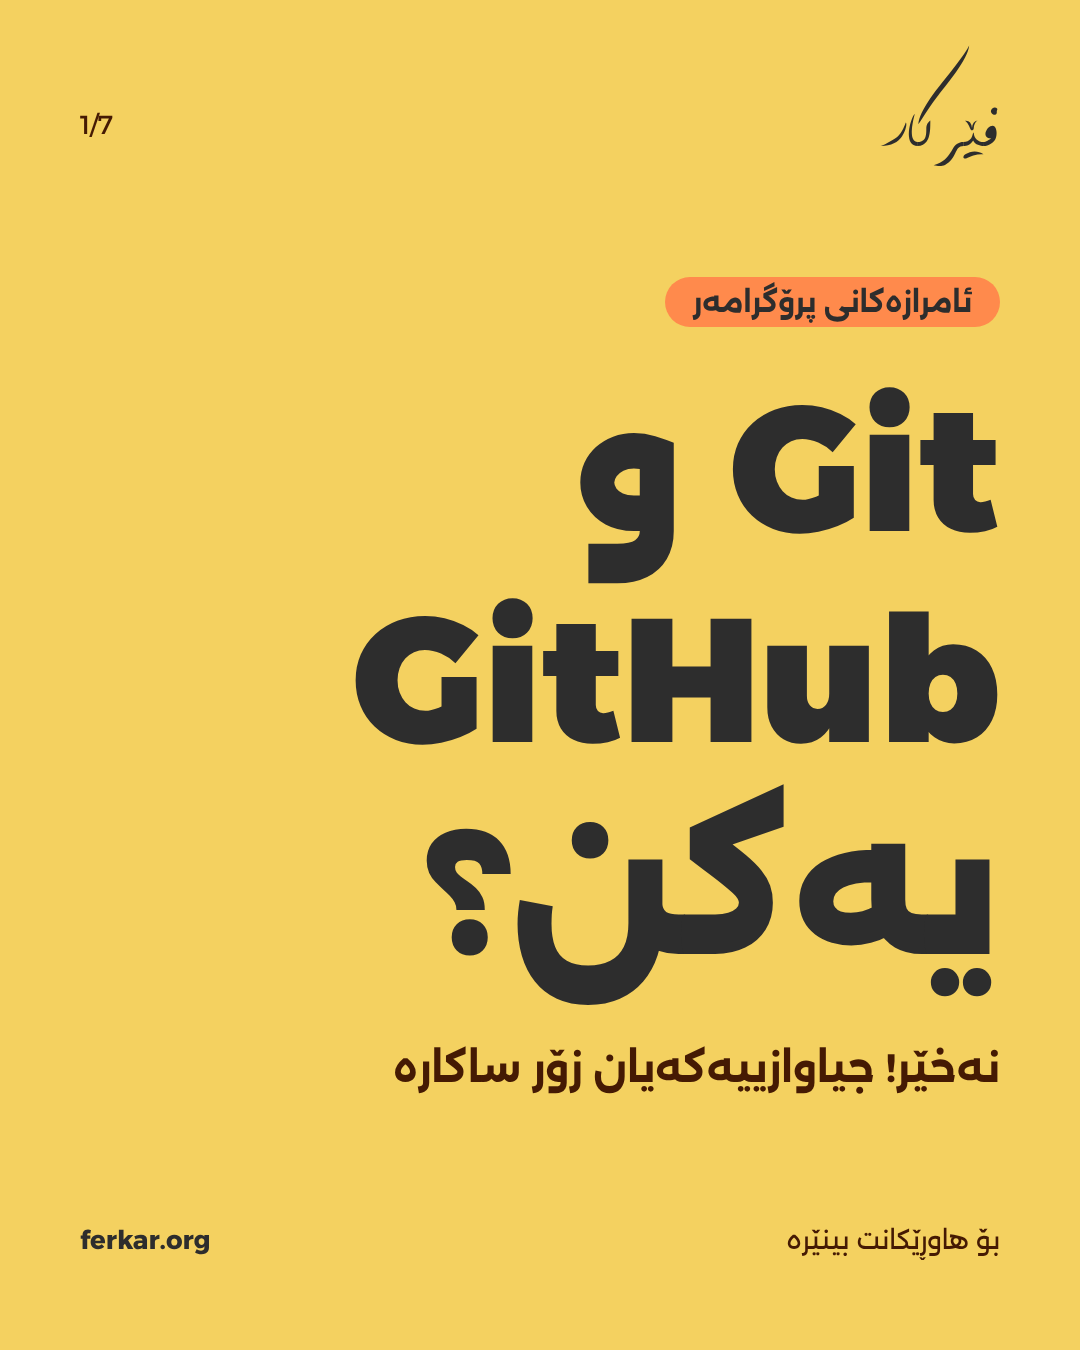 فێرکار
1/7
ئامرازەکانی پرۆگرامەر
Git و
GitHub
یەکن؟
نەخێر! جیاوازییەکەیان زۆر ساکارە
بۆ هاوڕێکانت بینێرە
ferkar.org